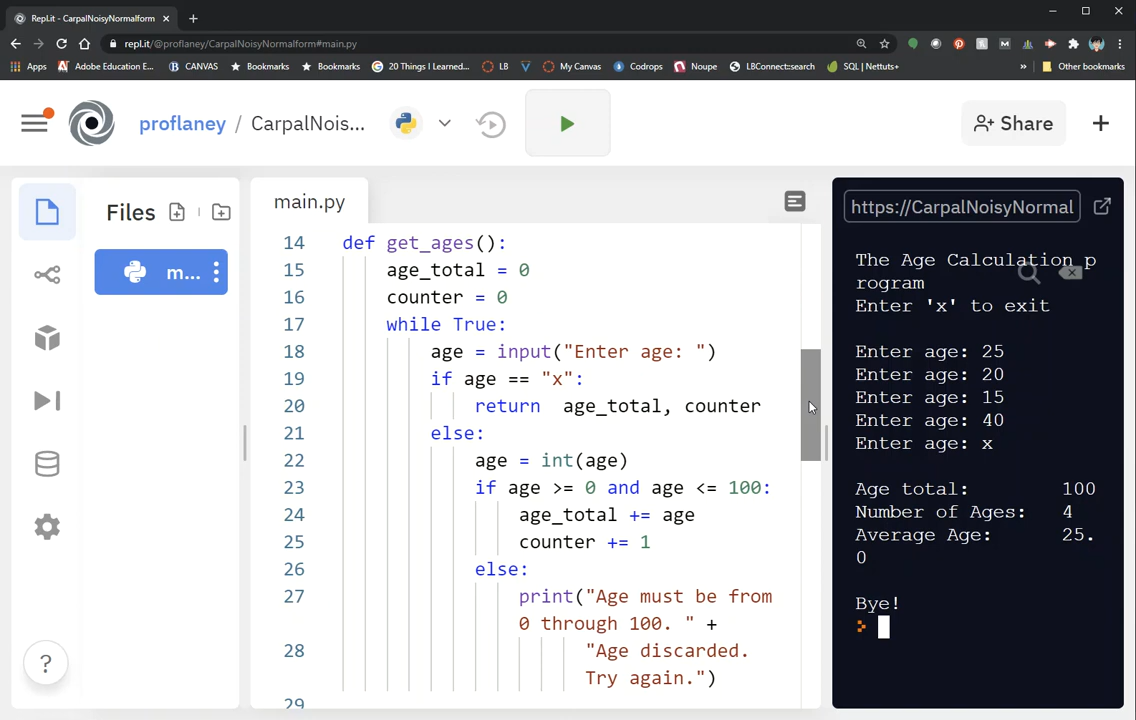 Repl.it - CarpalNoisyNormalform
repl.it/@proflaney/CarpalNoisyNormalform#main.py
Apps Adobe Education E... CANVAS Bookmarks Bookmarks 20 Things I Learned... LB My Canvas Codrops Noupe LBConnect::search SQL | Nettuts+ » Other bookmarks
proflaney / CarpalNois... Share
Files
m...
main.py
14 def get_ages():
15 age_total = 0
16 counter = 0
17 while True:
18 age = input("Enter age: ")
19 if age == "x":
20 return age_total, counter
21 else:
22 age = int(age)
23 if age >= 0 and age <= 100:
24 age_total += age
25 counter += 1
26 else:
27 print("Age must be from
0 through 100. " +
28 "Age discarded.
Try again.")
29
?
https://CarpalNoisyNormal
The Age Calculation p
rogram
Enter 'x' to exit
Enter age: 25
Enter age: 20
Enter age: 15
Enter age: 40
Enter age: x
Age total: 100
Number of Ages: 4
Average Age: 25.
0
Bye!